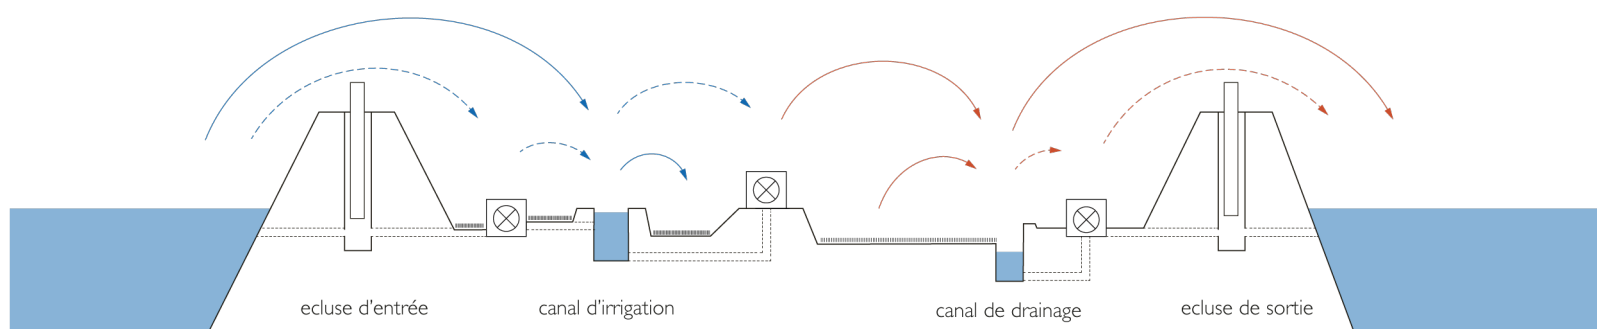 ecluse d'entrée
canal d'irrigation
canal de drainage
ecluse de sortie